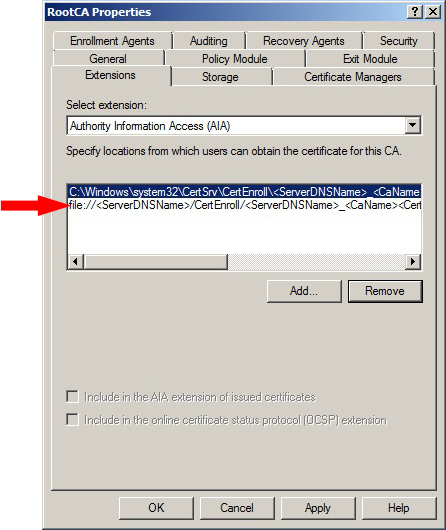 RootCA Properties
Enrollment Agents
Auditing
Recovery Agents
Security
General
Policy Module
Exit Module
Extensions
Storage
Certificate Managers
Select extension:
Authority Information Access (AIA)
Specify locations from which users can obtain the certificate for this CA.
C:\Windows\system32\CertSrv\CertEnroll\<ServerDNSName>_<CaName
file://<ServerDNSName>/CertEnroll/<ServerDNSName>_<CaName><Cert
Add...
Remove
Include in the AIA extension of issued certificates
Include in the online certificate status protocol (OCSP) extension
OK
Cancel
Apply
Help